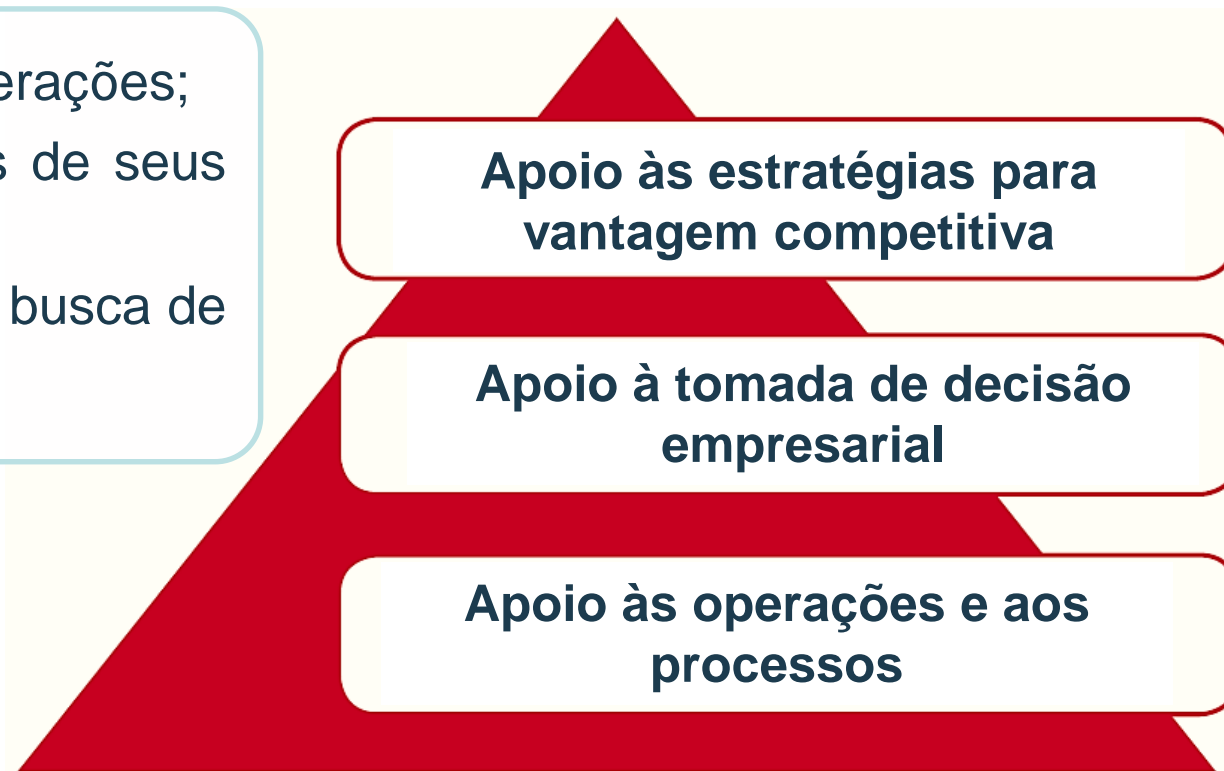 erações;
s de seus
busca de
Apoio às estratégias para
vantagem competitiva
Apoio à tomada de decisão
empresarial
Apoio às operações e aos
processos